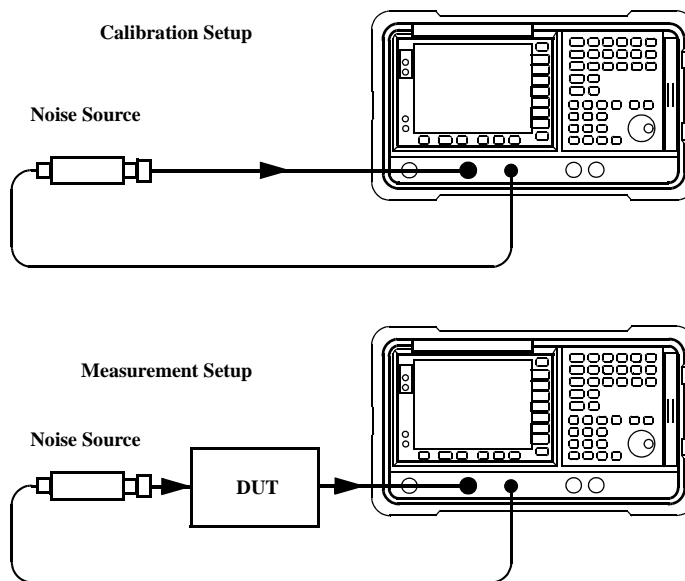 Calibration Setup
Noise Source
Measurement Setup
Noise Source
DUT